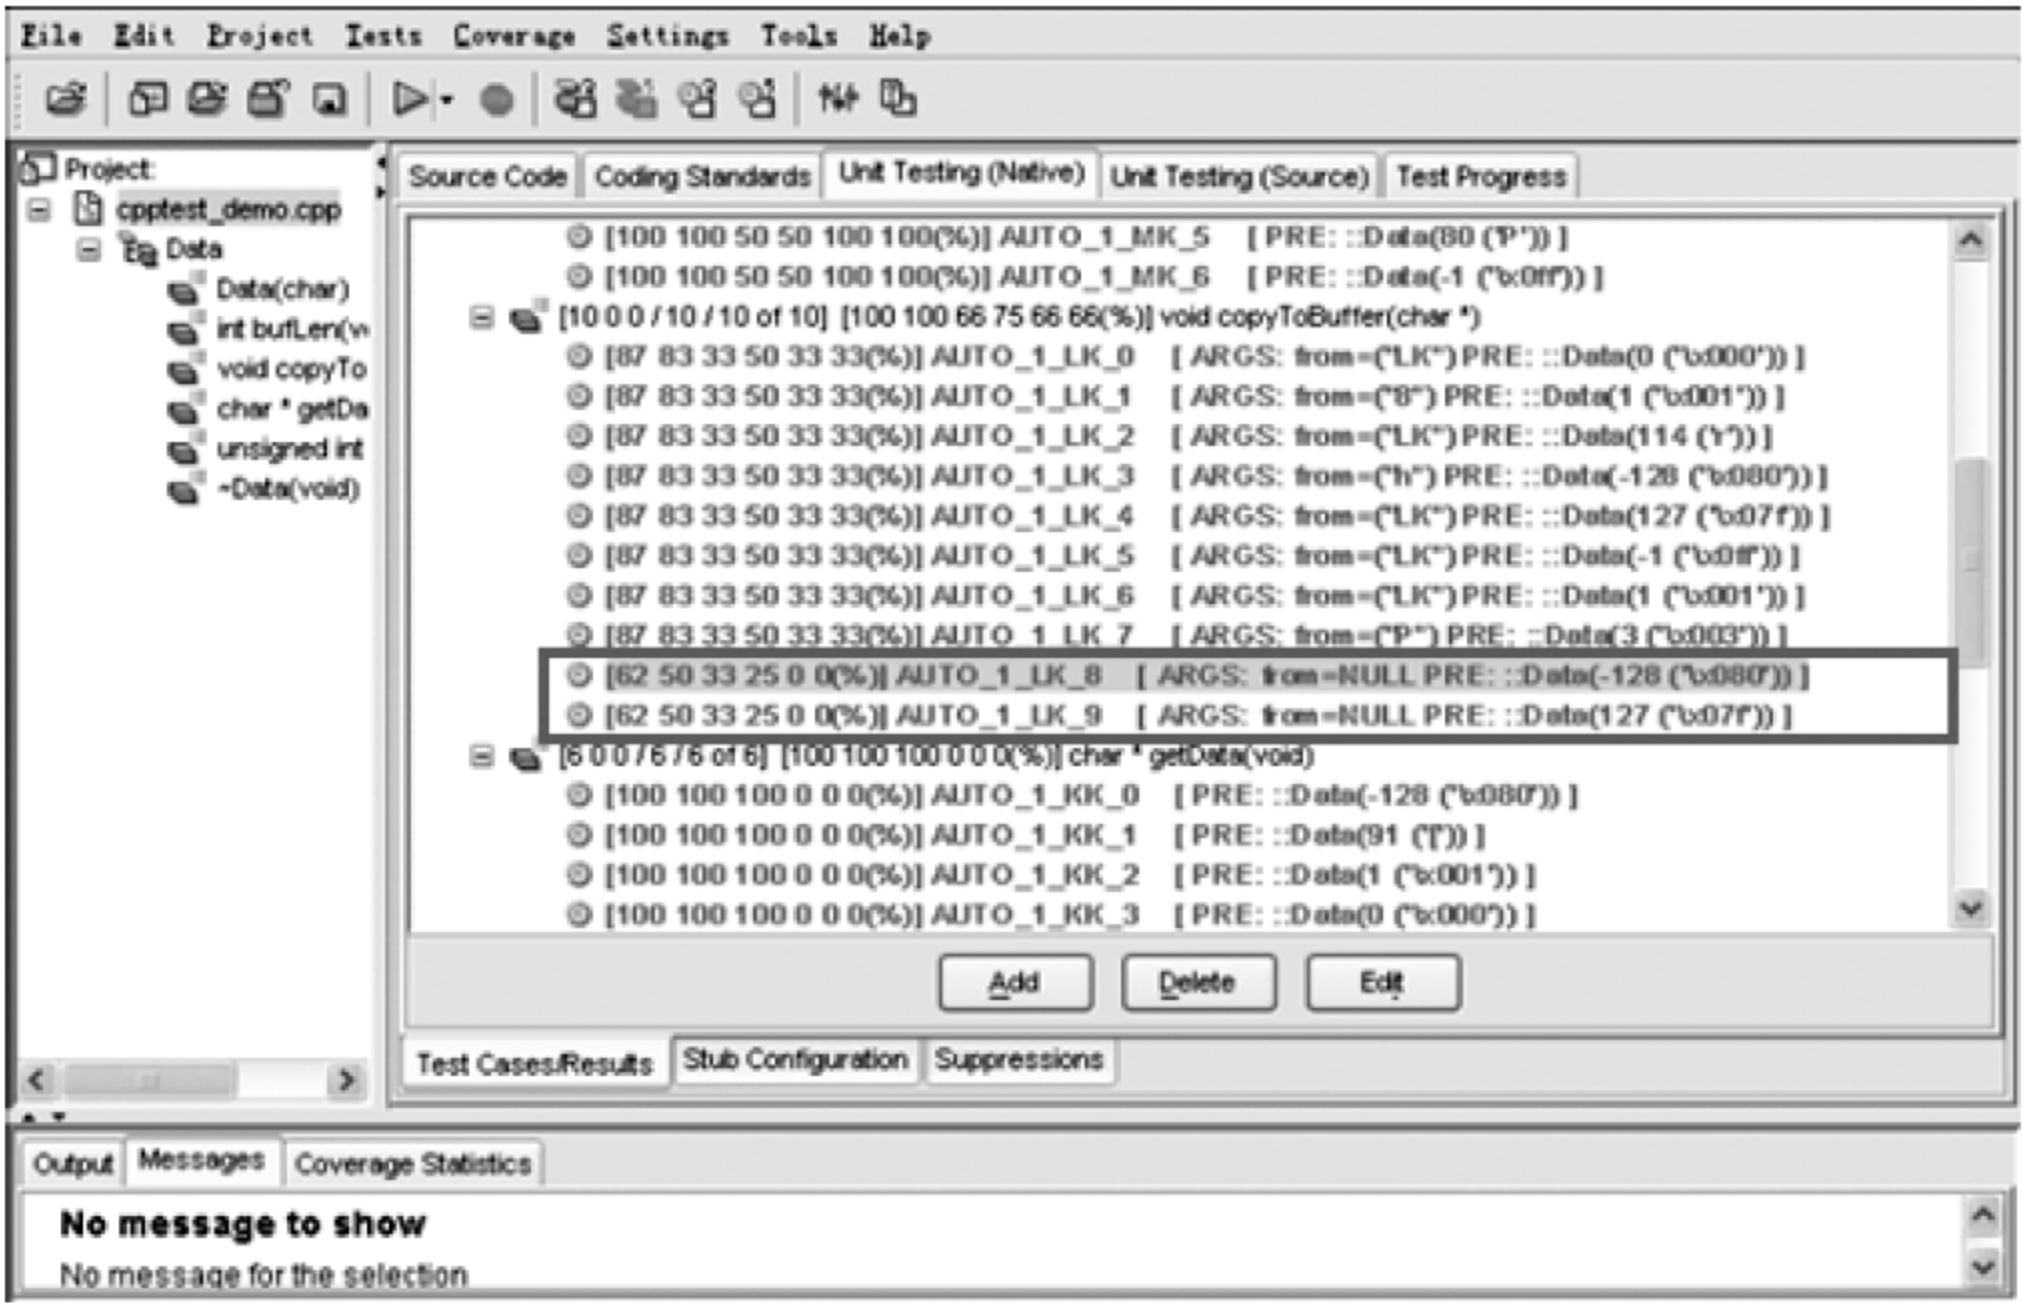 File Edit Project Tests Coverage Settings Tools Help
Project:
cpptest_demo.cpp
Data
Data(char)
int bufLen(v
void copyTo
char * getDa
unsigned int
~Data(void)
Source Code Coding Standards Unit Testing (Native) Unit Testing (Source) Test Progress
[100 100 50 50 100 100(%)] AUTO_1_MK_5 [ PRE: ::Data(80 ('P')) ]
[100 100 50 50 100 100(%)] AUTO_1_MK_6 [ PRE: ::Data(-1 ('\x0ff')) ]
[10 0 0 / 10 / 10 of 10] [100 100 66 75 66 66(%)] void copyToBuffer(char *)
[87 83 33 50 33 33(%)] AUTO_1_LK_0 [ ARGS: from=("LK") PRE: ::Data(0 ('\x000')) ]
[87 83 33 50 33 33(%)] AUTO_1_LK_1 [ ARGS: from=("8") PRE: ::Data(1 ('\x001')) ]
[87 83 33 50 33 33(%)] AUTO_1_LK_2 [ ARGS: from=("LK") PRE: ::Data(114 ('r')) ]
[87 83 33 50 33 33(%)] AUTO_1_LK_3 [ ARGS: from=("h") PRE: ::Data(-128 ('\x080')) ]
[87 83 33 50 33 33(%)] AUTO_1_LK_4 [ ARGS: from=("LK") PRE: ::Data(127 ('\x07f')) ]
[87 83 33 50 33 33(%)] AUTO_1_LK_5 [ ARGS: from=("LK") PRE: ::Data(-1 ('\x0ff')) ]
[87 83 33 50 33 33(%)] AUTO_1_LK_6 [ ARGS: from=("LK") PRE: ::Data(1 ('\x001')) ]
[87 83 33 50 33 33(%)] AUTO_1_LK_7 [ ARGS: from=("P") PRE: ::Data(3 ('\x003')) ]
[62 50 33 25 0 0(%)] AUTO_1_LK_8 [ ARGS: from=NULL PRE: ::Data(-128 ('\x080')) ]
[62 50 33 25 0 0(%)] AUTO_1_LK_9 [ ARGS: from=NULL PRE: ::Data(127 ('\x07f')) ]
[6 0 0 / 6 / 6 of 6] [100 100 100 0 0 0(%)] char * getData(void)
[100 100 100 0 0 0(%)] AUTO_1_KK_0 [ PRE: ::Data(-128 ('\x080')) ]
[100 100 100 0 0 0(%)] AUTO_1_KK_1 [ PRE: ::Data(91 ('[')) ]
[100 100 100 0 0 0(%)] AUTO_1_KK_2 [ PRE: ::Data(1 ('\x001')) ]
[100 100 100 0 0 0(%)] AUTO_1_KK_3 [ PRE: ::Data(0 ('\x000')) ]
Add Delete Edit
Test Cases/Results Stub Configuration Suppressions
Output Messages Coverage Statistics
No message to show
No message for the selection